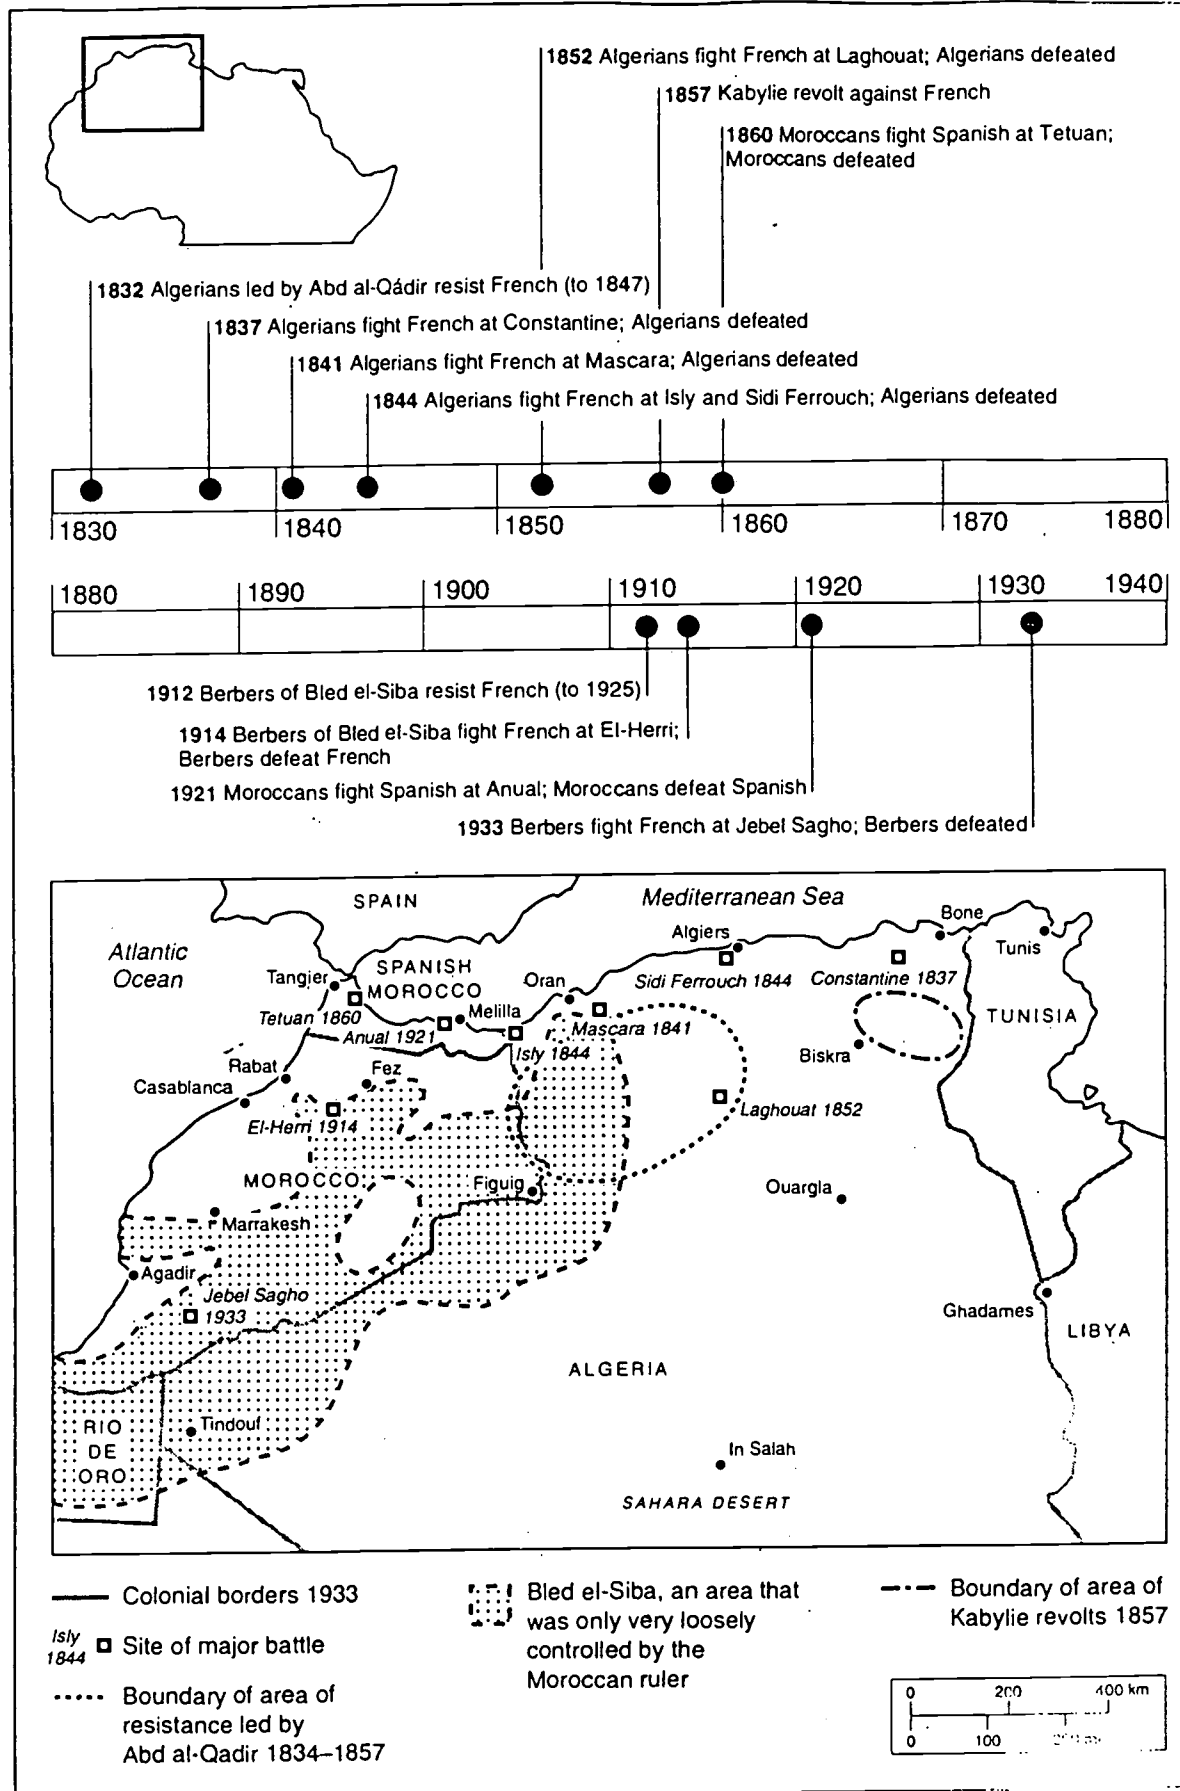 1852 Algerians fight French at Laghouat; Algerians defeated
1857 Kabylie revolt against French
1860 Moroccans fight Spanish at Tetuan;
Moroccans defeated
1832 Algerians led by Abd al-Qádir resist French (to 1847)
1837 Algerians fight French at Constantine; Algerians defeated
1841 Algerians fight French at Mascara; Algerians defeated
1844 Algerians fight French at Isly and Sidi Ferrouch; Algerians defeated
1830 1840 1850 1860 1870 1880
1880 1890 1900 1910 1920 1930 1940
1912 Berbers of Bled el-Siba resist French (to 1925)
1914 Berbers of Bled el-Siba fight French at El-Herri;
Berbers defeat French
1921 Moroccans fight Spanish at Anual; Moroccans defeat Spanish
1933 Berbers fight French at Jebel Sagho; Berbers defeated
SPAIN
Mediterranean Sea
Atlantic
Ocean
Algiers
Bone
Tunis
Tangier
SPANISH
MOROCCO
Oran
Sidi Ferrouch 1844
Constantine 1837
Tetuan 1860
Melilla
Anual 1921
Mascara 1841
TUNISIA
Isly 1844
Biskra
Rabat
Fez
Casablanca
El-Herri 1914
Laghouat 1852
MOROCCO
Figuig
Ouargla
Marrakesh
Agadir
Jebel Sagho
1933
Ghadames
LIBYA
ALGERIA
RIO
DE
ORO
Tindouf
In Salah
SAHARA DESERT
Colonial borders 1933
Isly
1844
Site of major battle
Boundary of area of
resistance led by
Abd al-Qadir 1834–1857
Bled el-Siba, an area that
was only very loosely
controlled by the
Moroccan ruler
Boundary of area of
Kabylie revolts 1857
0 200 400 km
0 100